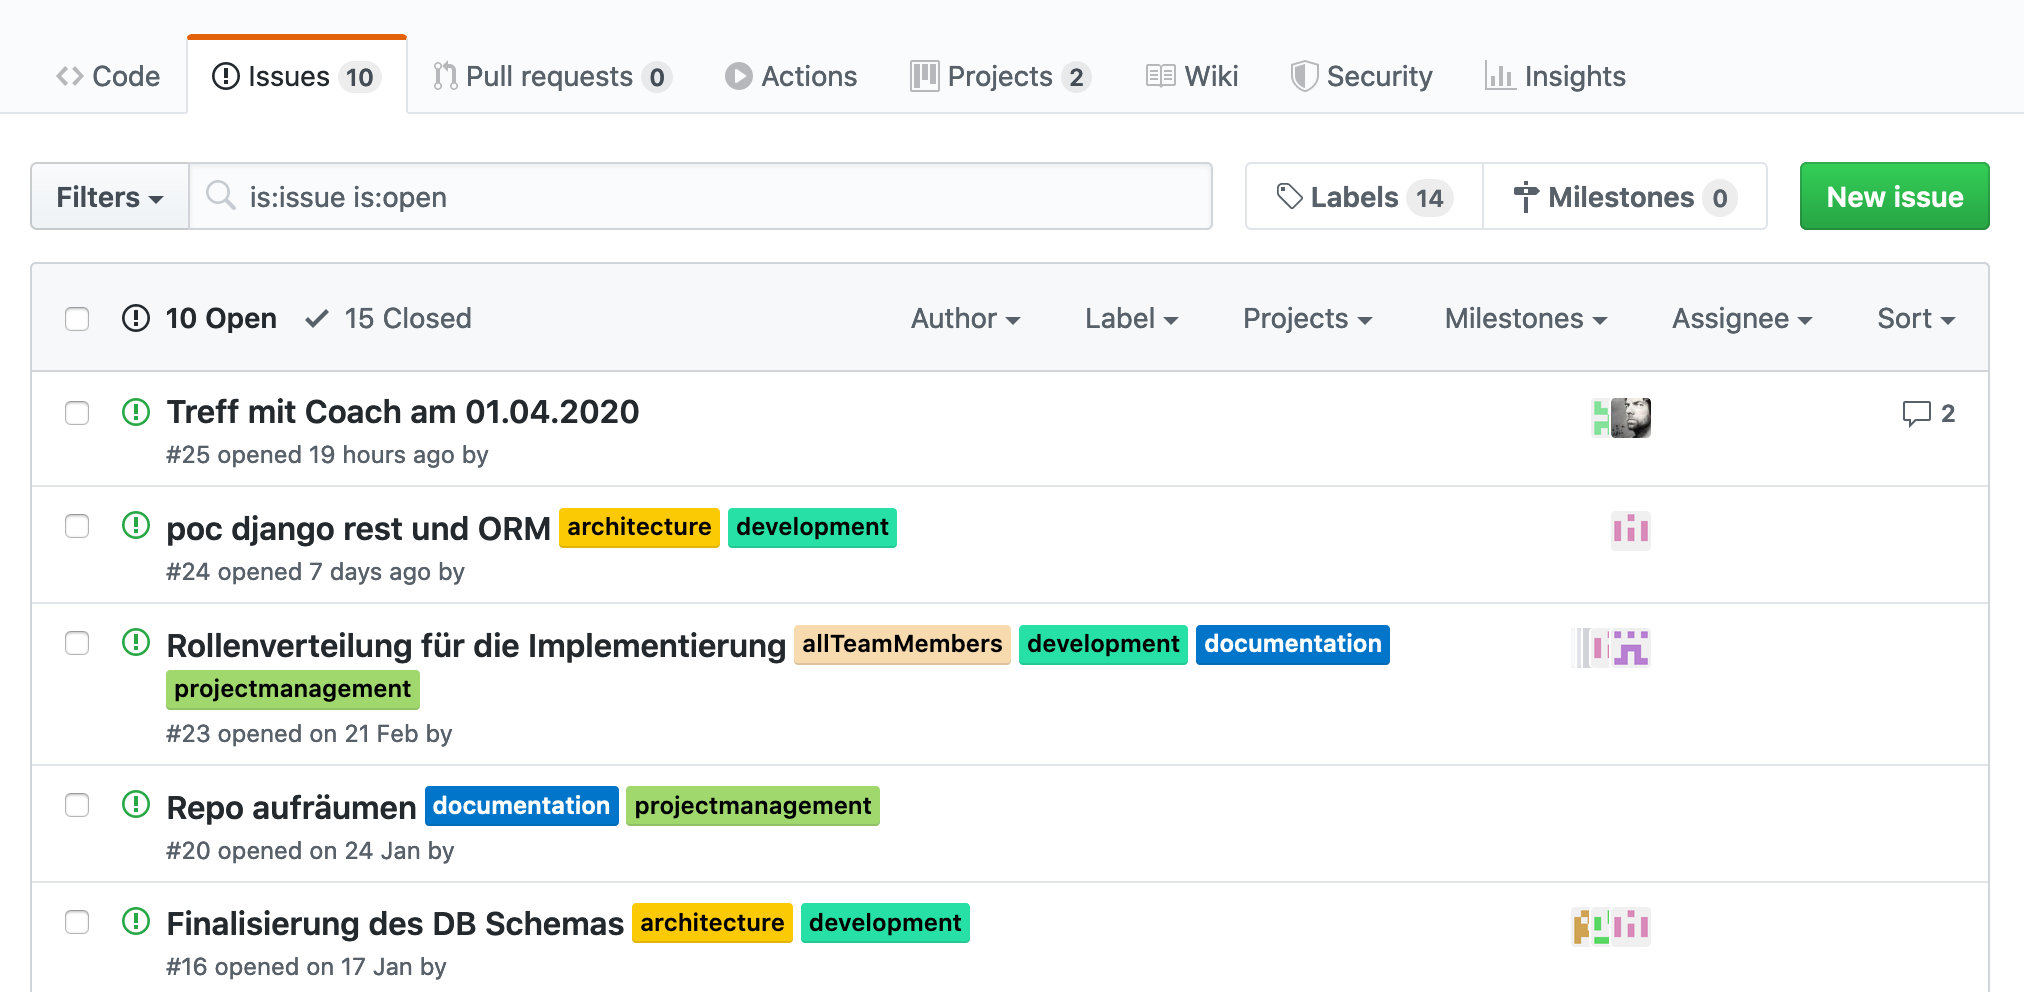 Code Issues 10 Pull requests 0 Actions Projects 2 Wiki Security Insights
Filters is:issue is:open Labels 14 Milestones 0 New issue
10 Open 15 Closed Author Label Projects Milestones Assignee Sort
Treff mit Coach am 01.04.2020 2
#25 opened 19 hours ago by
poc django rest und ORM architecture development
#24 opened 7 days ago by
Rollenverteilung für die Implementierung allTeamMembers development documentation
projectmanagement
#23 opened on 21 Feb by
Repo aufräumen documentation projectmanagement
#20 opened on 24 Jan by
Finalisierung des DB Schemas architecture development
#16 opened on 17 Jan by